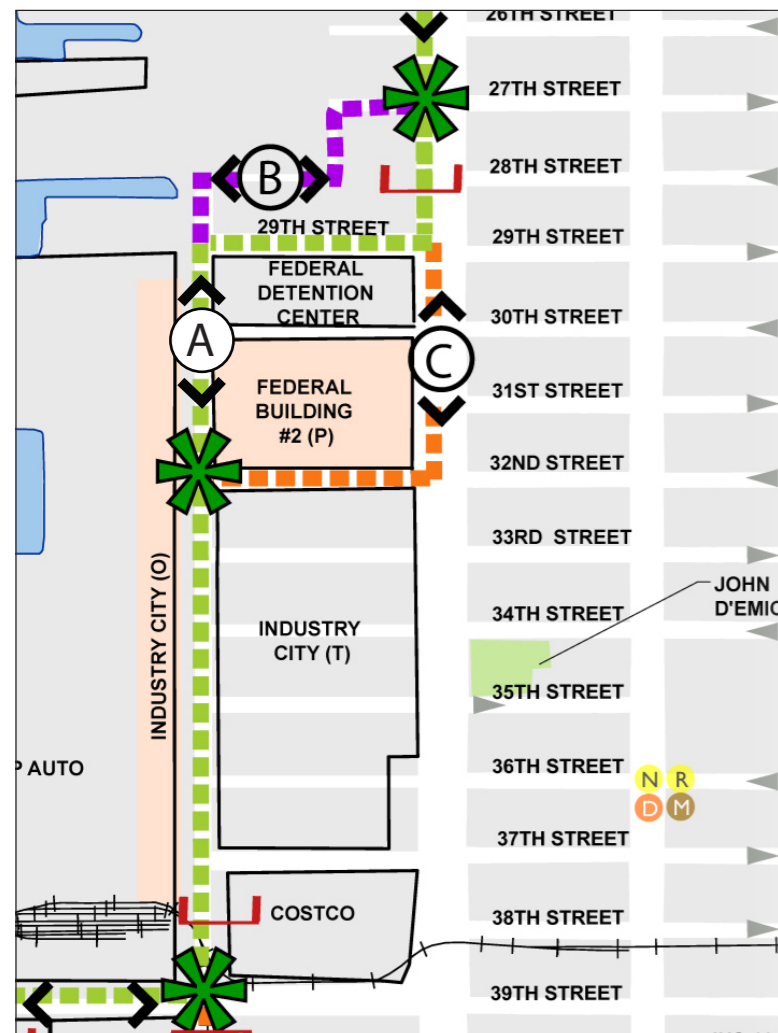 26TH STREET
27TH STREET
B
28TH STREET
29TH STREET
29TH STREET
FEDERAL
DETENTION
CENTER
30TH STREET
A
C
FEDERAL
BUILDING
#2 (P)
31ST STREET
32ND STREET
33RD STREET
INDUSTRY CITY (O)
JOHN
D'EMIC
34TH STREET
INDUSTRY
CITY (T)
35TH STREET
P AUTO
36TH STREET
N R
D M
37TH STREET
COSTCO
38TH STREET
39TH STREET